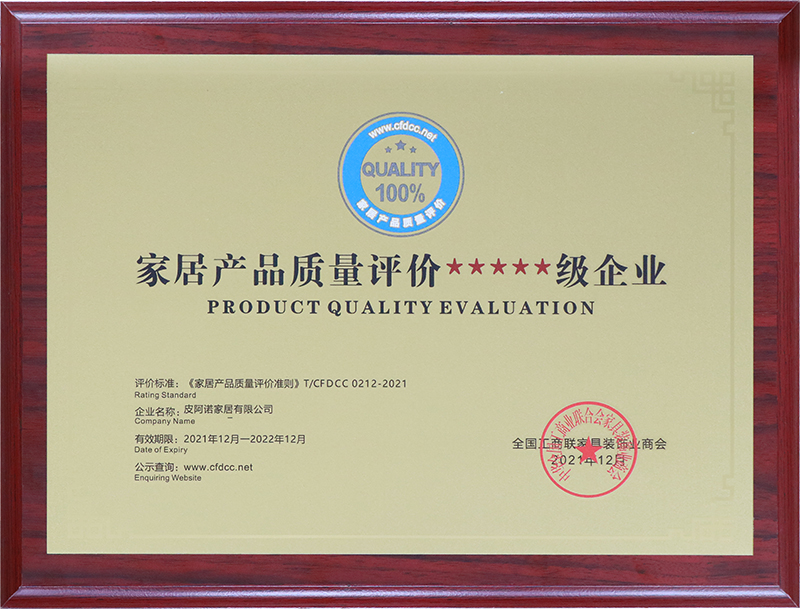 www.cfdcc.net
QUALITY
100%
家居产品质量评价
家居产品质量评价★★★★★级企业
PRODUCT QUALITY EVALUATION
评价标准：《家居产品质量评价准则》T/CFDCC 0212-2021
Rating Standard
企业名称：皮阿诺家居有限公司
Company Name
有效期限：2021年12月—2022年12月
Date of Expiry
公示查询：www.cfdcc.net
Enquiring Website
全国工商联家具装饰业商会
2021年12月